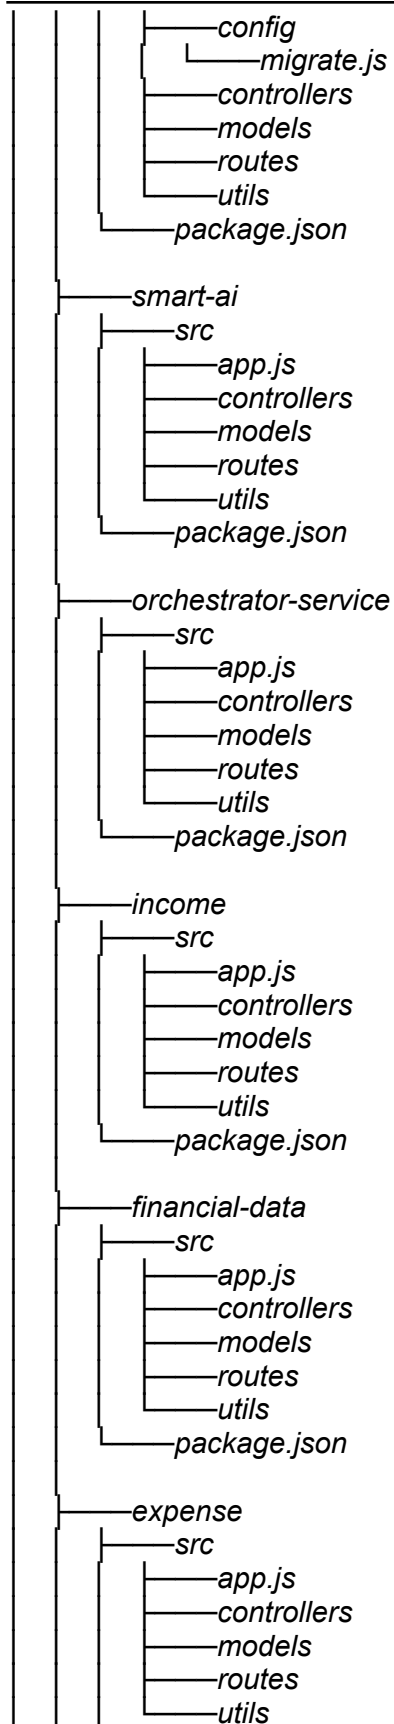 config
migrate.js
controllers
models
routes
utils
package.json
smart-ai
src
app.js
controllers
models
routes
utils
package.json
orchestrator-service
src
app.js
controllers
models
routes
utils
package.json
income
src
app.js
controllers
models
routes
utils
package.json
financial-data
src
app.js
controllers
models
routes
utils
package.json
expense
src
app.js
controllers
models
routes
utils